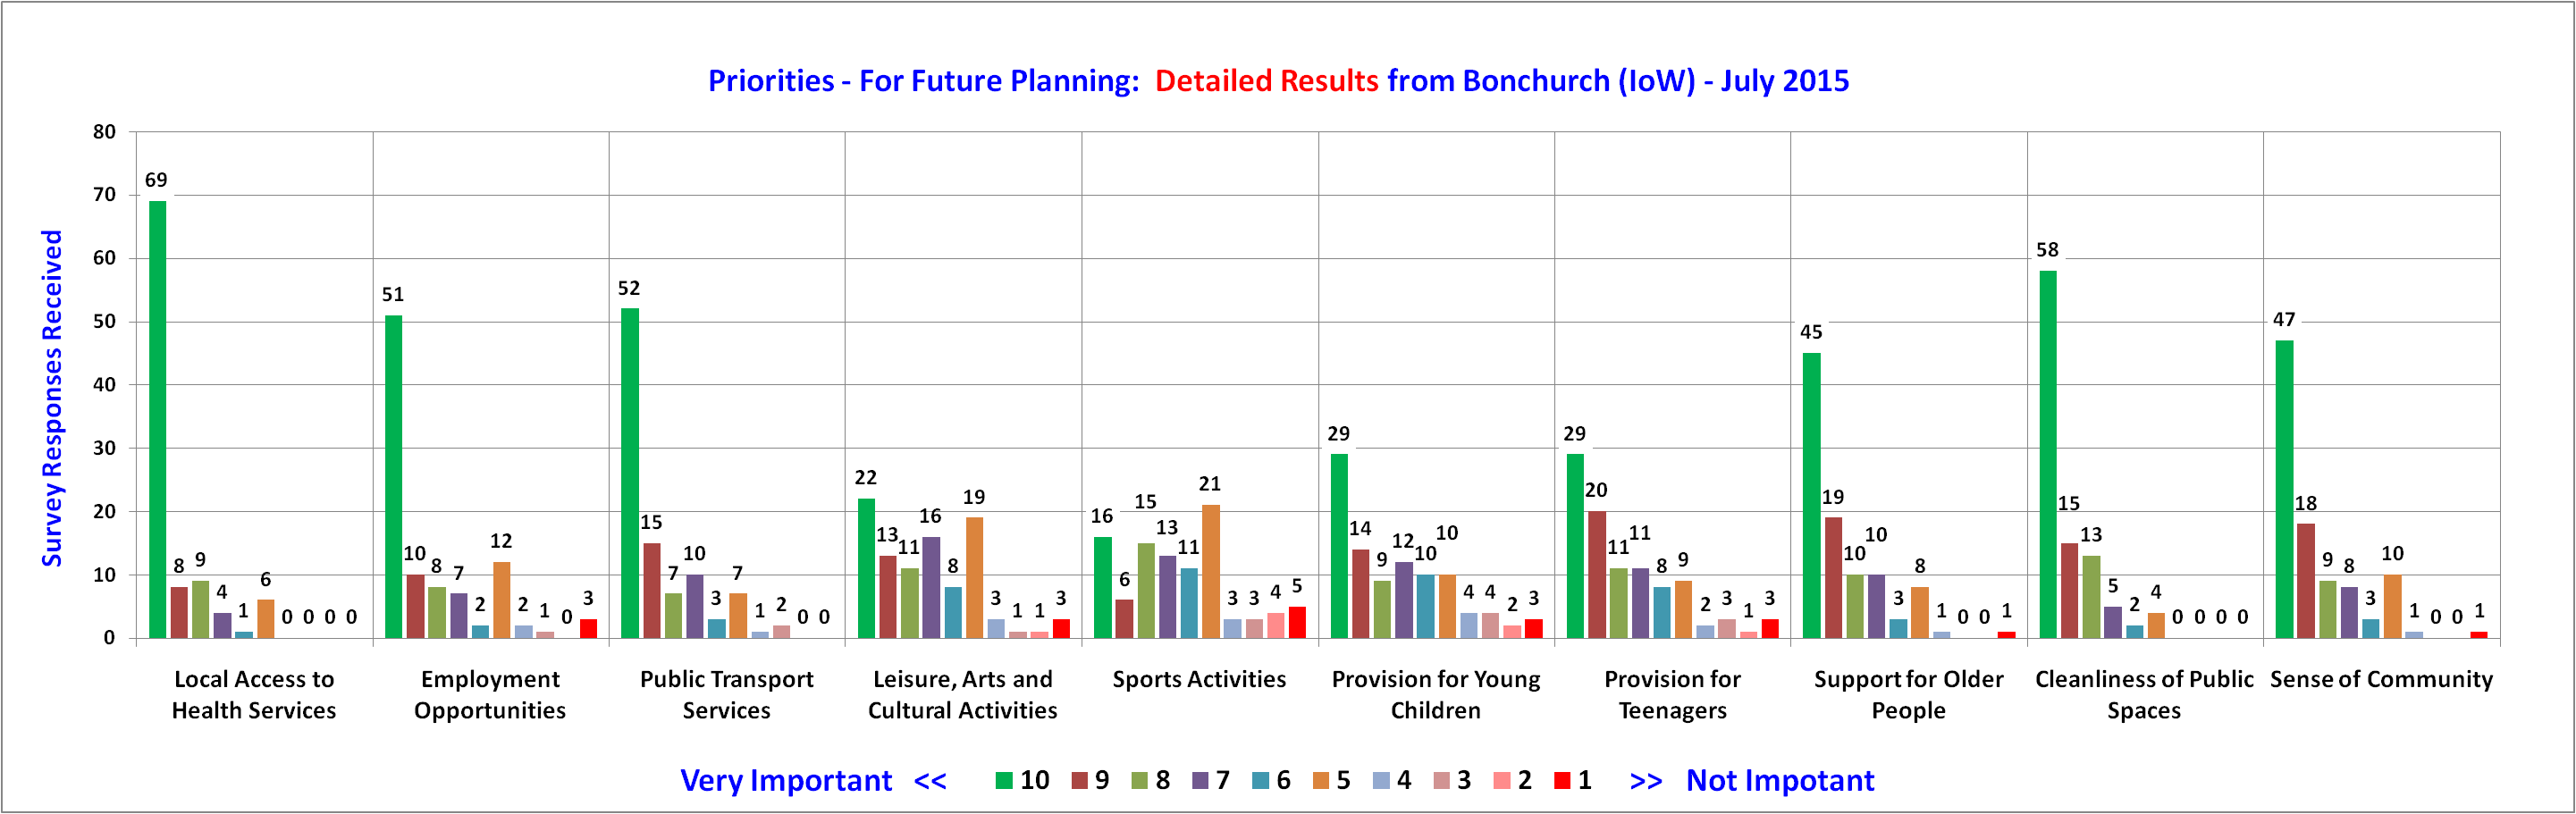 Priorities - For Future Planning:  Detailed Results from Bonchurch (IoW) - July 2015
Survey Responses Received
80
70
60
50
40
30
20
10
0
69 8 9 4 1 6 0 0 0 0
51 10 8 7 2 12 2 1 0 3
52 15 7 10 3 7 1 2 0 0
22 13 11 16 8 19 3 1 1 3
16 6 15 13 11 21 3 3 4 5
29 14 9 12 10 10 4 4 2 3
29 20 11 11 8 9 2 3 1 3
45 19 10 10 3 8 1 0 0 1
58 15 13 5 2 4 0 0 0 0
47 18 9 8 3 10 1 0 0 1
Local Access to
Health Services
Employment
Opportunities
Public Transport
Services
Leisure, Arts and
Cultural Activities
Sports Activities
Provision for Young
Children
Provision for
Teenagers
Support for Older
People
Cleanliness of Public
Spaces
Sense of Community
Very Important << 10 9 8 7 6 5 4 3 2 1 >> Not Impotant